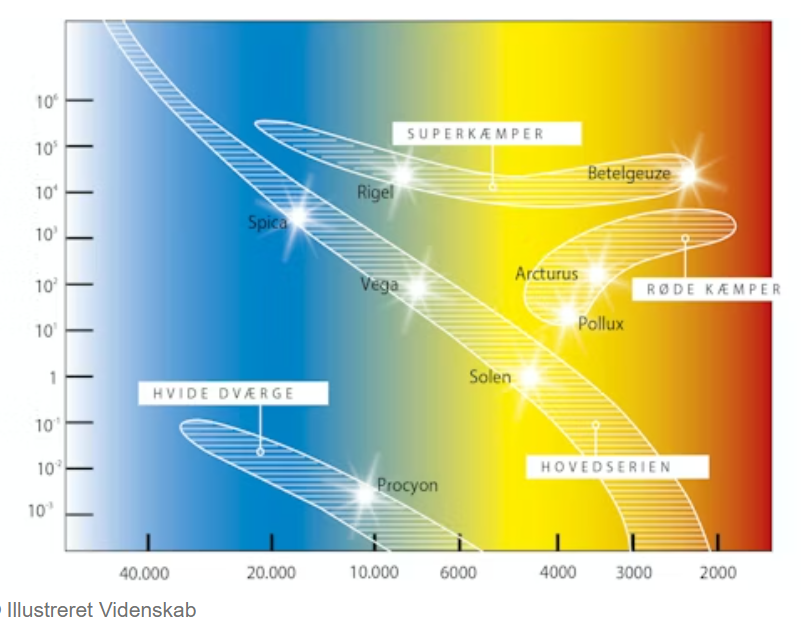 10⁶
SUPERKÆMPER
10⁵
Betelgeuze
10⁴
Rigel
Spica
10³
Arcturus
10²
Vega
RØDE KÆMPER
Pollux
10¹
1
Solen
HVIDE DVÆRGE
10⁻¹
HOVEDSERIEN
10⁻²
Procyon
10⁻³
40.000 20.000 10.000 6000 4000 3000 2000
Illustreret Videnskab